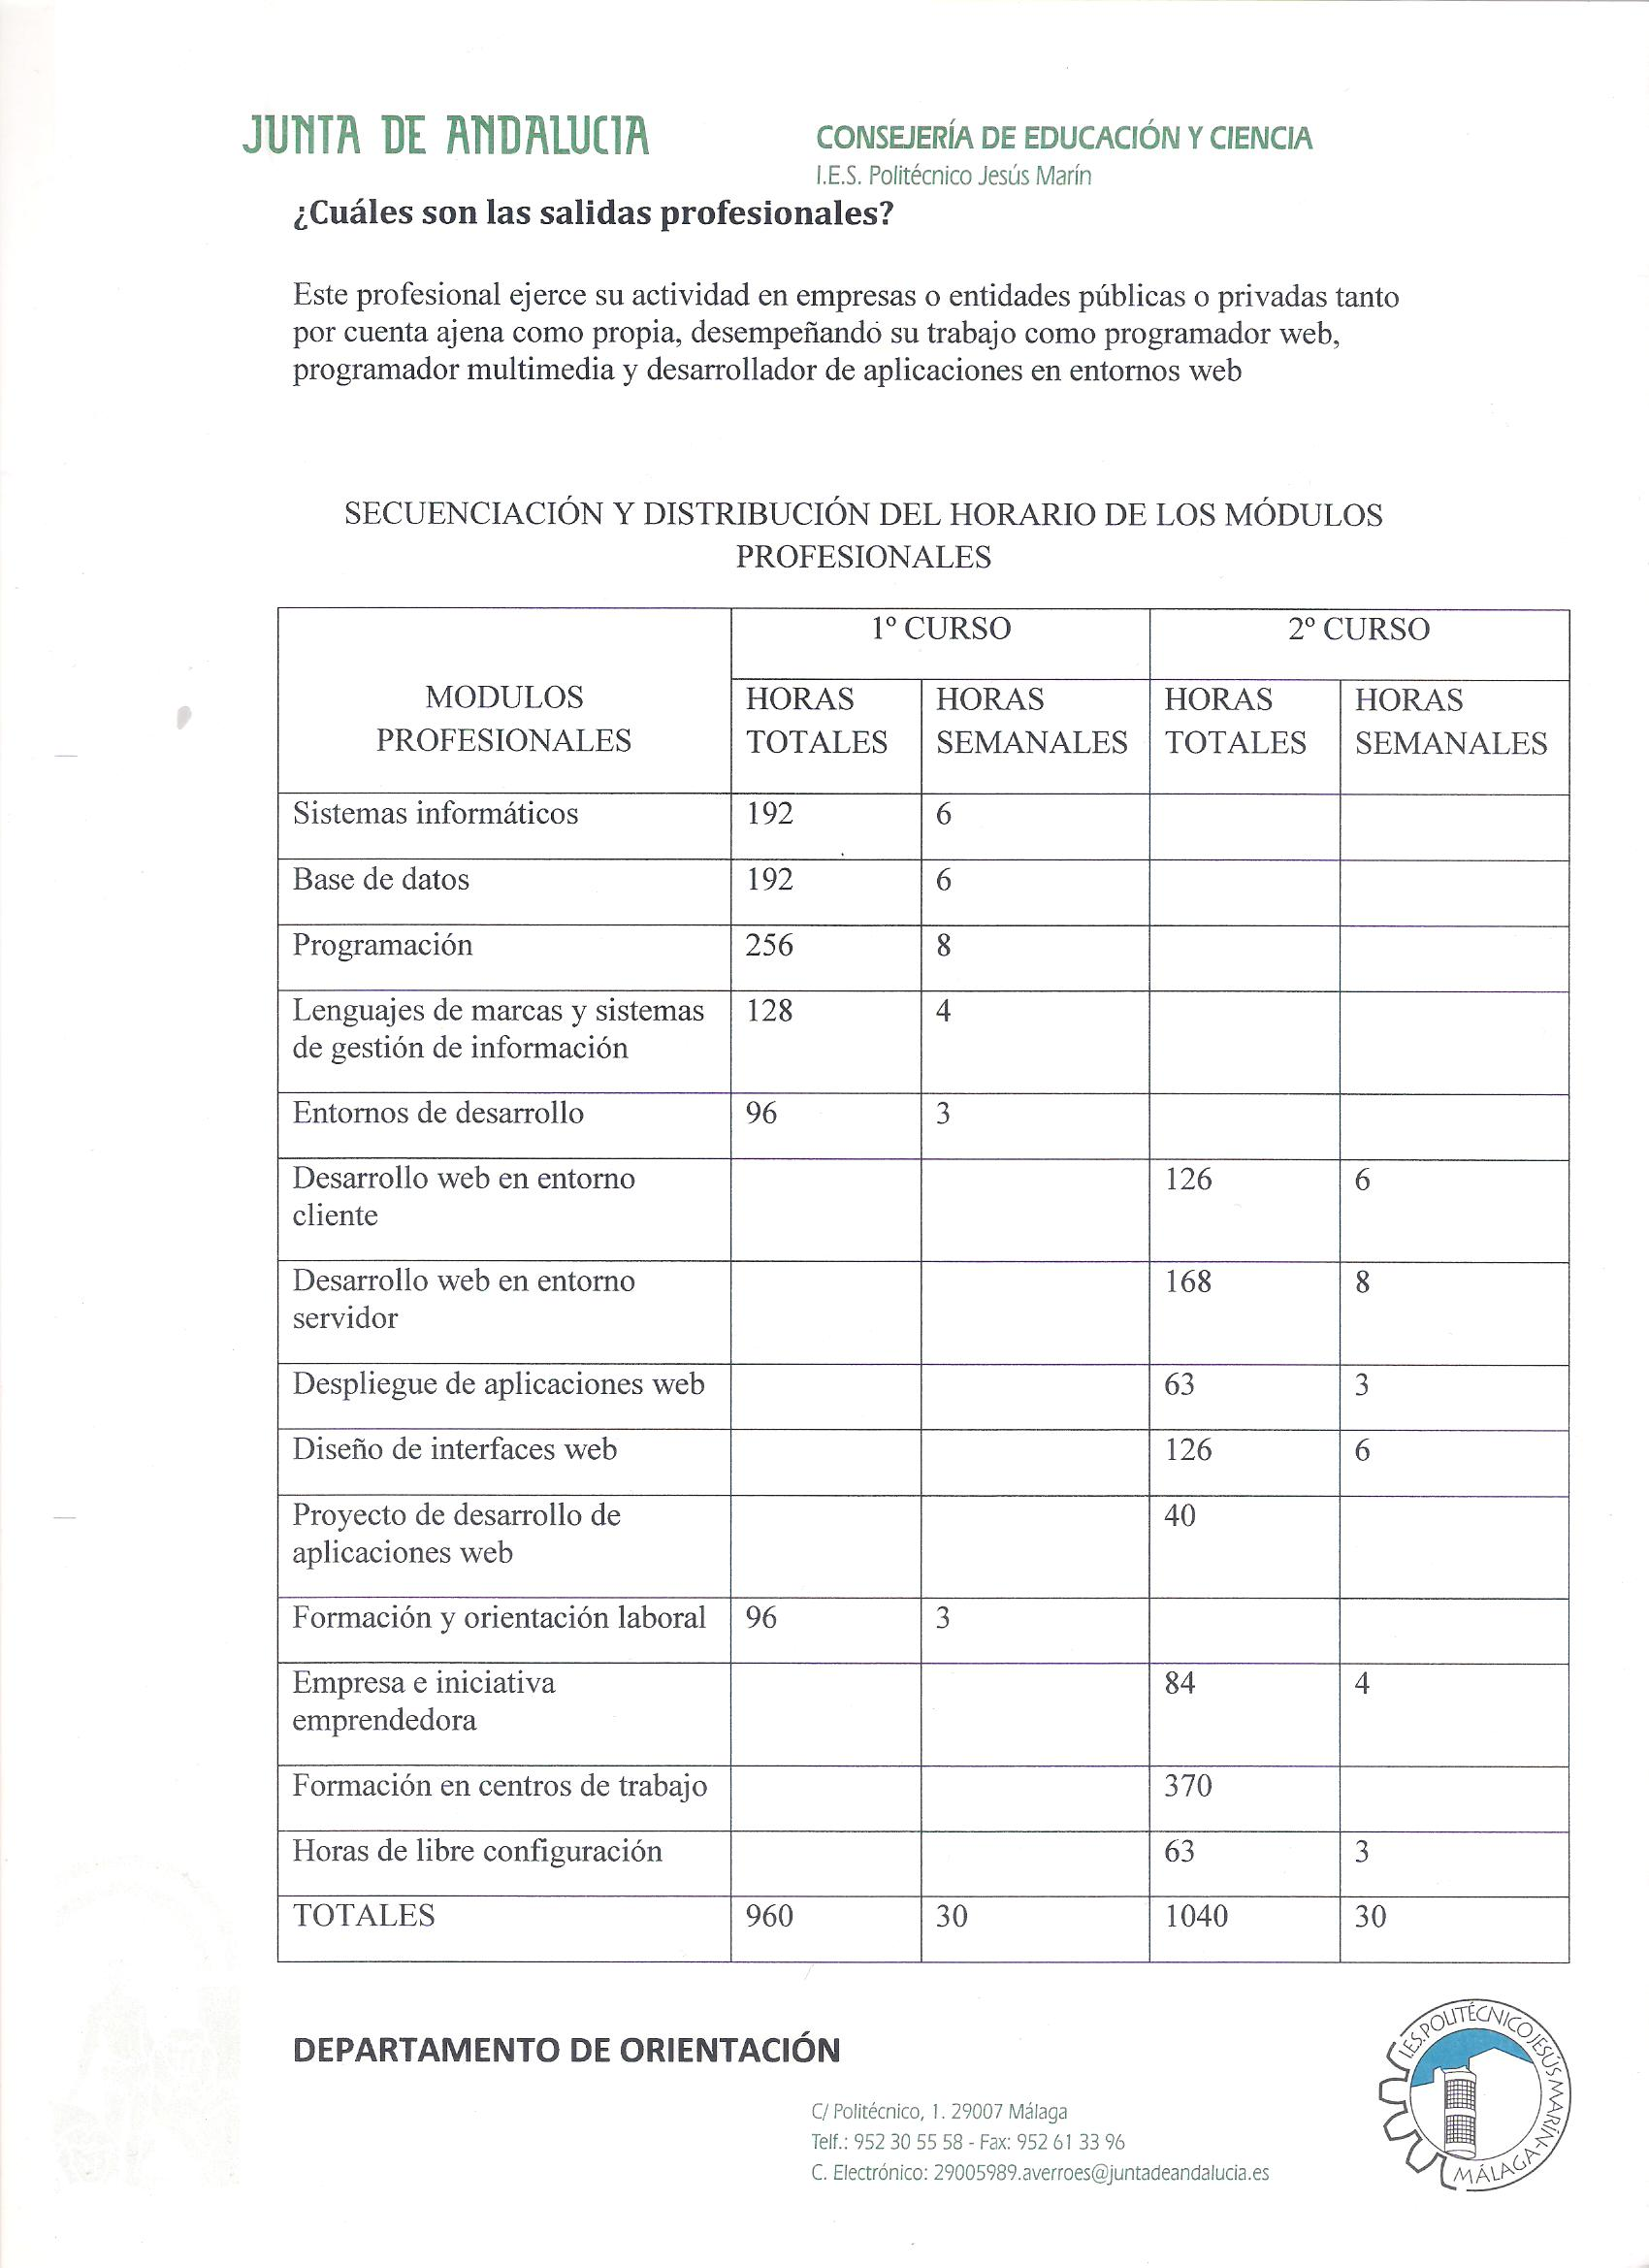 JUNTA DE ANDALUCIA
CONSEJERÍA DE EDUCACIÓN Y CIENCIA
I.E.S. Politécnico Jesús Marín
¿Cuáles son las salidas profesionales?
Este profesional ejerce su actividad en empresas o entidades públicas o privadas tanto
por cuenta ajena como propia, desempeñando su trabajo como programador web,
programador multimedia y desarrollador de aplicaciones en entornos web
SECUENCIACIÓN Y DISTRIBUCIÓN DEL HORARIO DE LOS MÓDULOS
PROFESIONALES
1º CURSO 2º CURSO
MODULOS
PROFESIONALES
HORAS
TOTALES
HORAS
SEMANALES
HORAS
TOTALES
HORAS
SEMANALES
Sistemas informáticos 192 6
Base de datos 192 6
Programación 256 8
Lenguajes de marcas y sistemas 128 4
de gestión de información
Entornos de desarrollo 96 3
Desarrollo web en entorno 126 6
cliente
Desarrollo web en entorno 168 8
servidor
Despliegue de aplicaciones web 63 3
Diseño de interfaces web 126 6
Proyecto de desarrollo de 40
aplicaciones web
Formación y orientación laboral 96 3
Empresa e iniciativa 84 4
emprendedora
Formación en centros de trabajo 370
Horas de libre configuración 63 3
TOTALES 960 30 1040 30
DEPARTAMENTO DE ORIENTACIÓN
C/ Politécnico, 1. 29007 Málaga
Telf.: 952 30 55 58 - Fax: 952 61 33 96
C. Electrónico: 29005989.averroes@juntadeandalucia.es
I.E.S. POLITÉCNICO JESÚS MARÍN-MÁLAGA